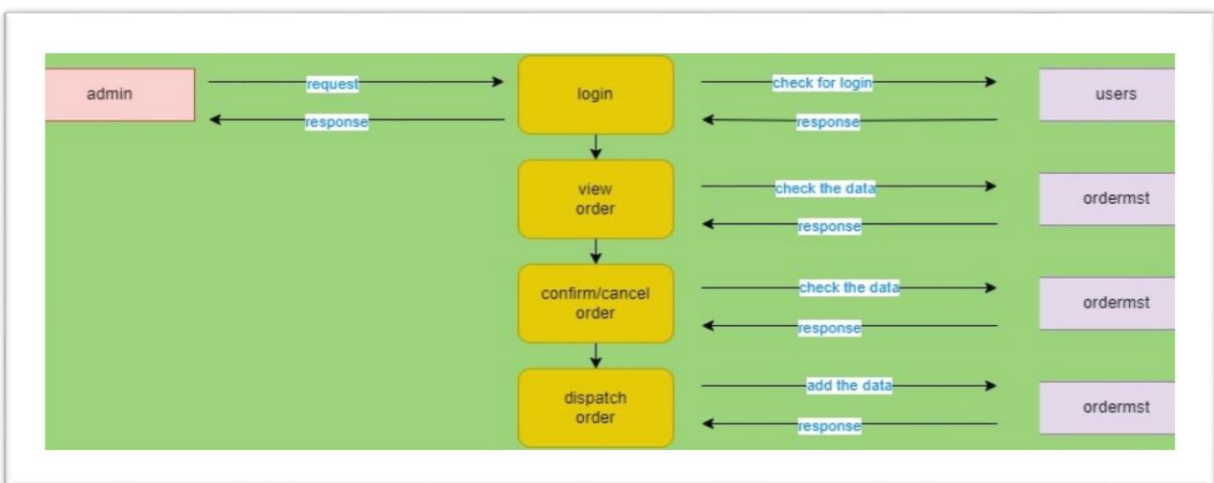 admin
request
response
login
check for login
response
users
view
order
check the data
response
ordermst
confirm/cancel
order
check the data
response
ordermst
dispatch
order
add the data
response
ordermst